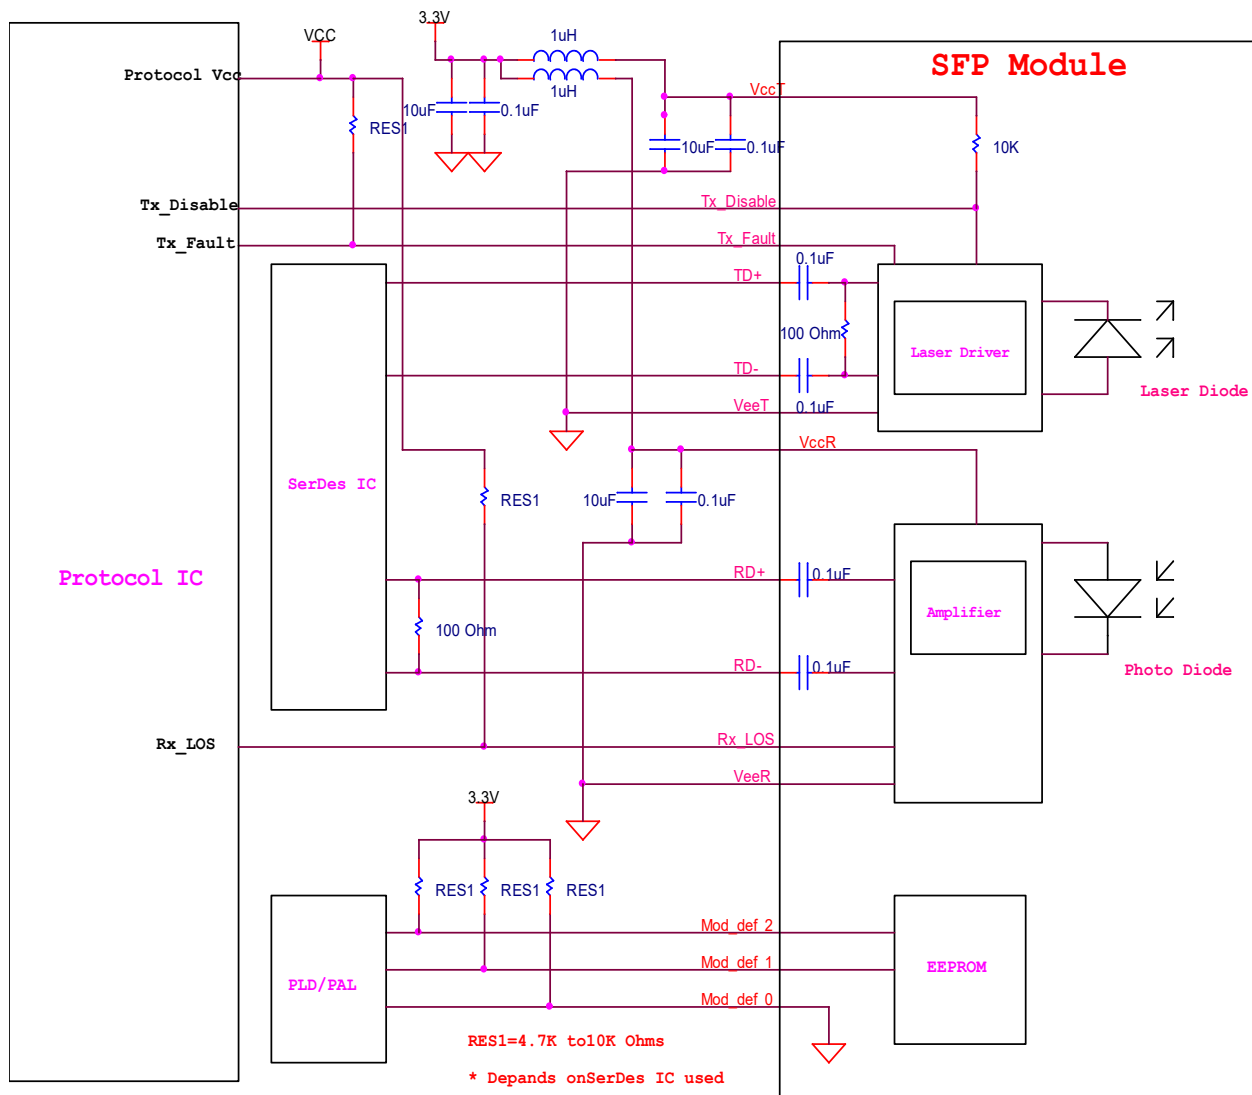 3.3V
VCC
1uH
SFP Module
Protocol Vcc
1uH
VccT
10uF
0.1uF
RES1
10uF
0.1uF
10K
Tx_Disable
Tx_Disable
Tx_Fault
Tx_Fault
0.1uF
TD+
100 Ohm
Laser Driver
TD-
Laser Diode
VeeT
0.1uF
VccR
SerDes IC
RES1
10uF
0.1uF
Protocol IC
RD+
0.1uF
Amplifier
100 Ohm
RD-
0.1uF
Photo Diode
Rx_LOS
Rx_LOS
VeeR
3.3V
RES1
RES1
RES1
Mod_def 2
PLD/PAL
Mod_def 1
EEPROM
Mod_def 0
RES1=4.7K to10K Ohms
* Depands onSerDes IC used